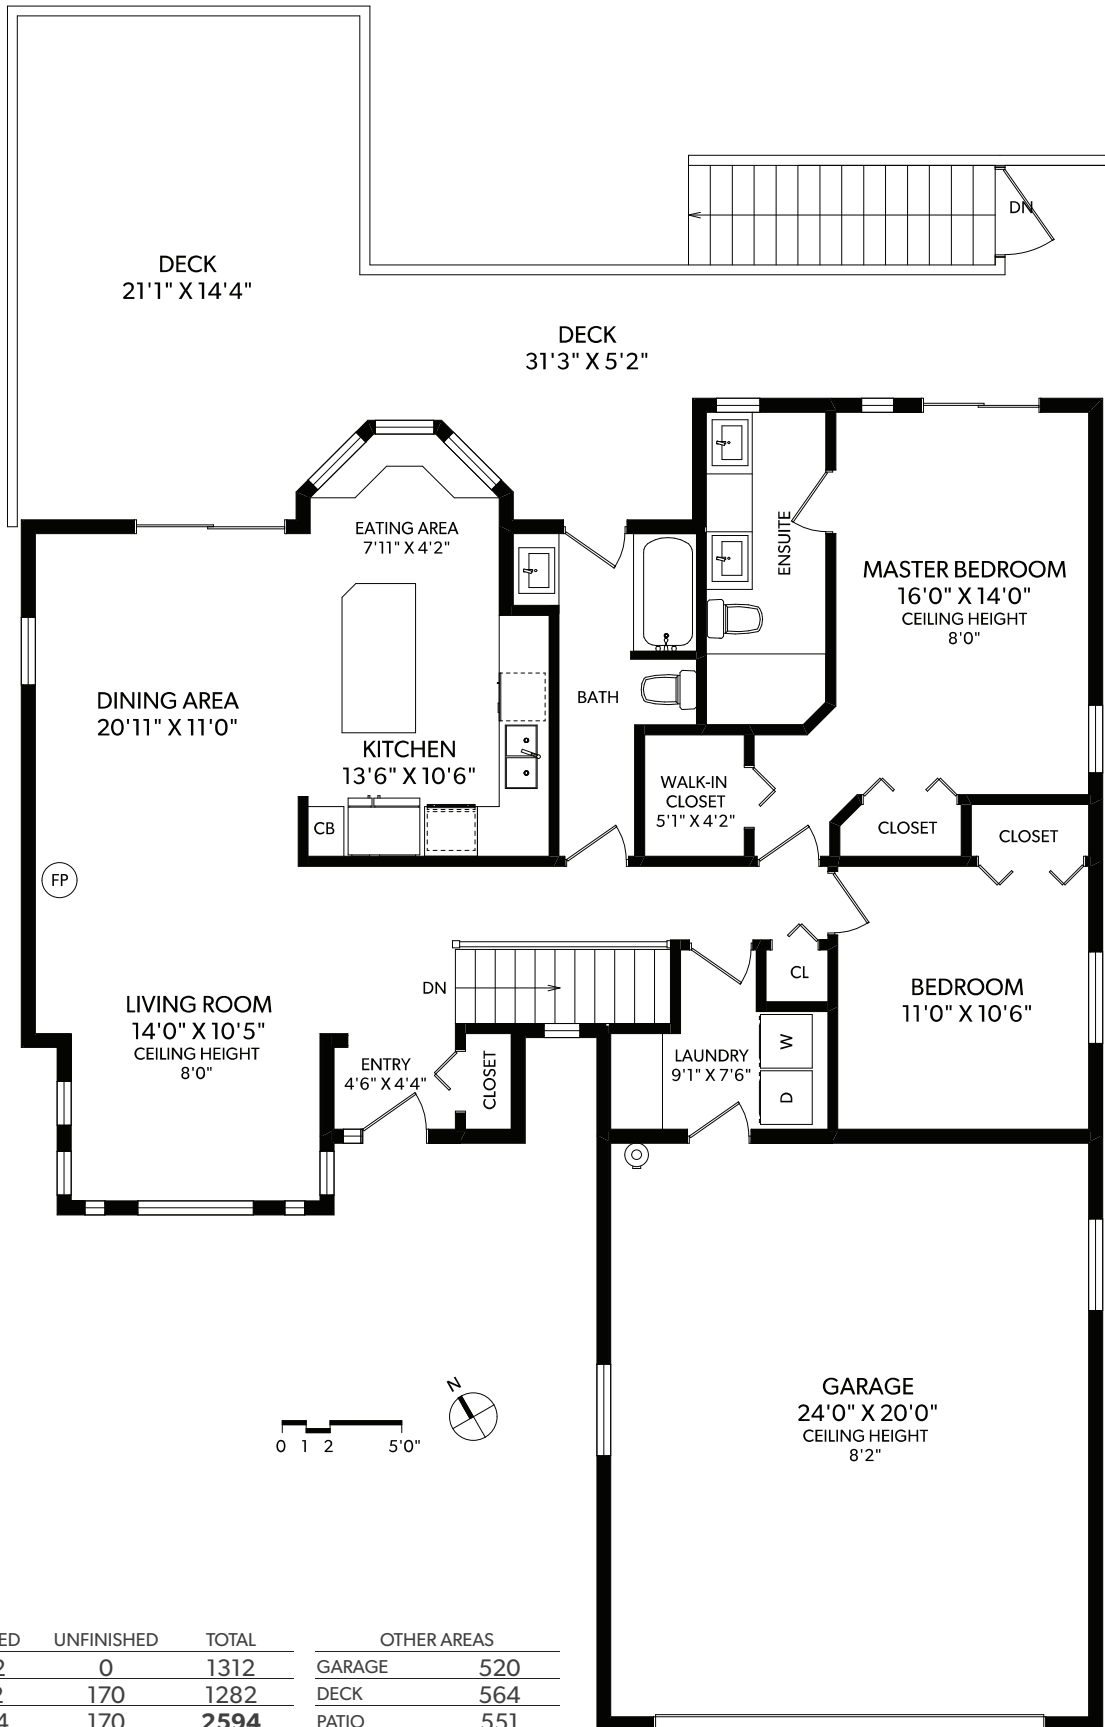 DN
DECK
21'1" X 14'4"
DECK
31'3" X 5'2"
EATING AREA
7'11" X 4'2"
ENSUITE
MASTER BEDROOM
16'0" X 14'0"
CEILING HEIGHT
8'0"
DINING AREA
20'11" X 11'0"
BATH
KITCHEN
13'6" X 10'6"
WALK-IN
CLOSET
5'1" X 4'2"
CB
CLOSET
CLOSET
FP
CL
DN
LIVING ROOM
14'0" X 10'5"
CEILING HEIGHT
8'0"
BEDROOM
11'0" X 10'6"
ENTRY
4'6" X 4'4"
CLOSET
LAUNDRY
9'1" X 7'6"
W
D
N
0 1 2 5'0"
GARAGE
24'0" X 20'0"
CEILING HEIGHT
8'2"
ED UNFINISHED TOTAL
2 0 1312
2 170 1282
4 170 2594
OTHER AREAS
GARAGE 520
DECK 564
PATIO 551